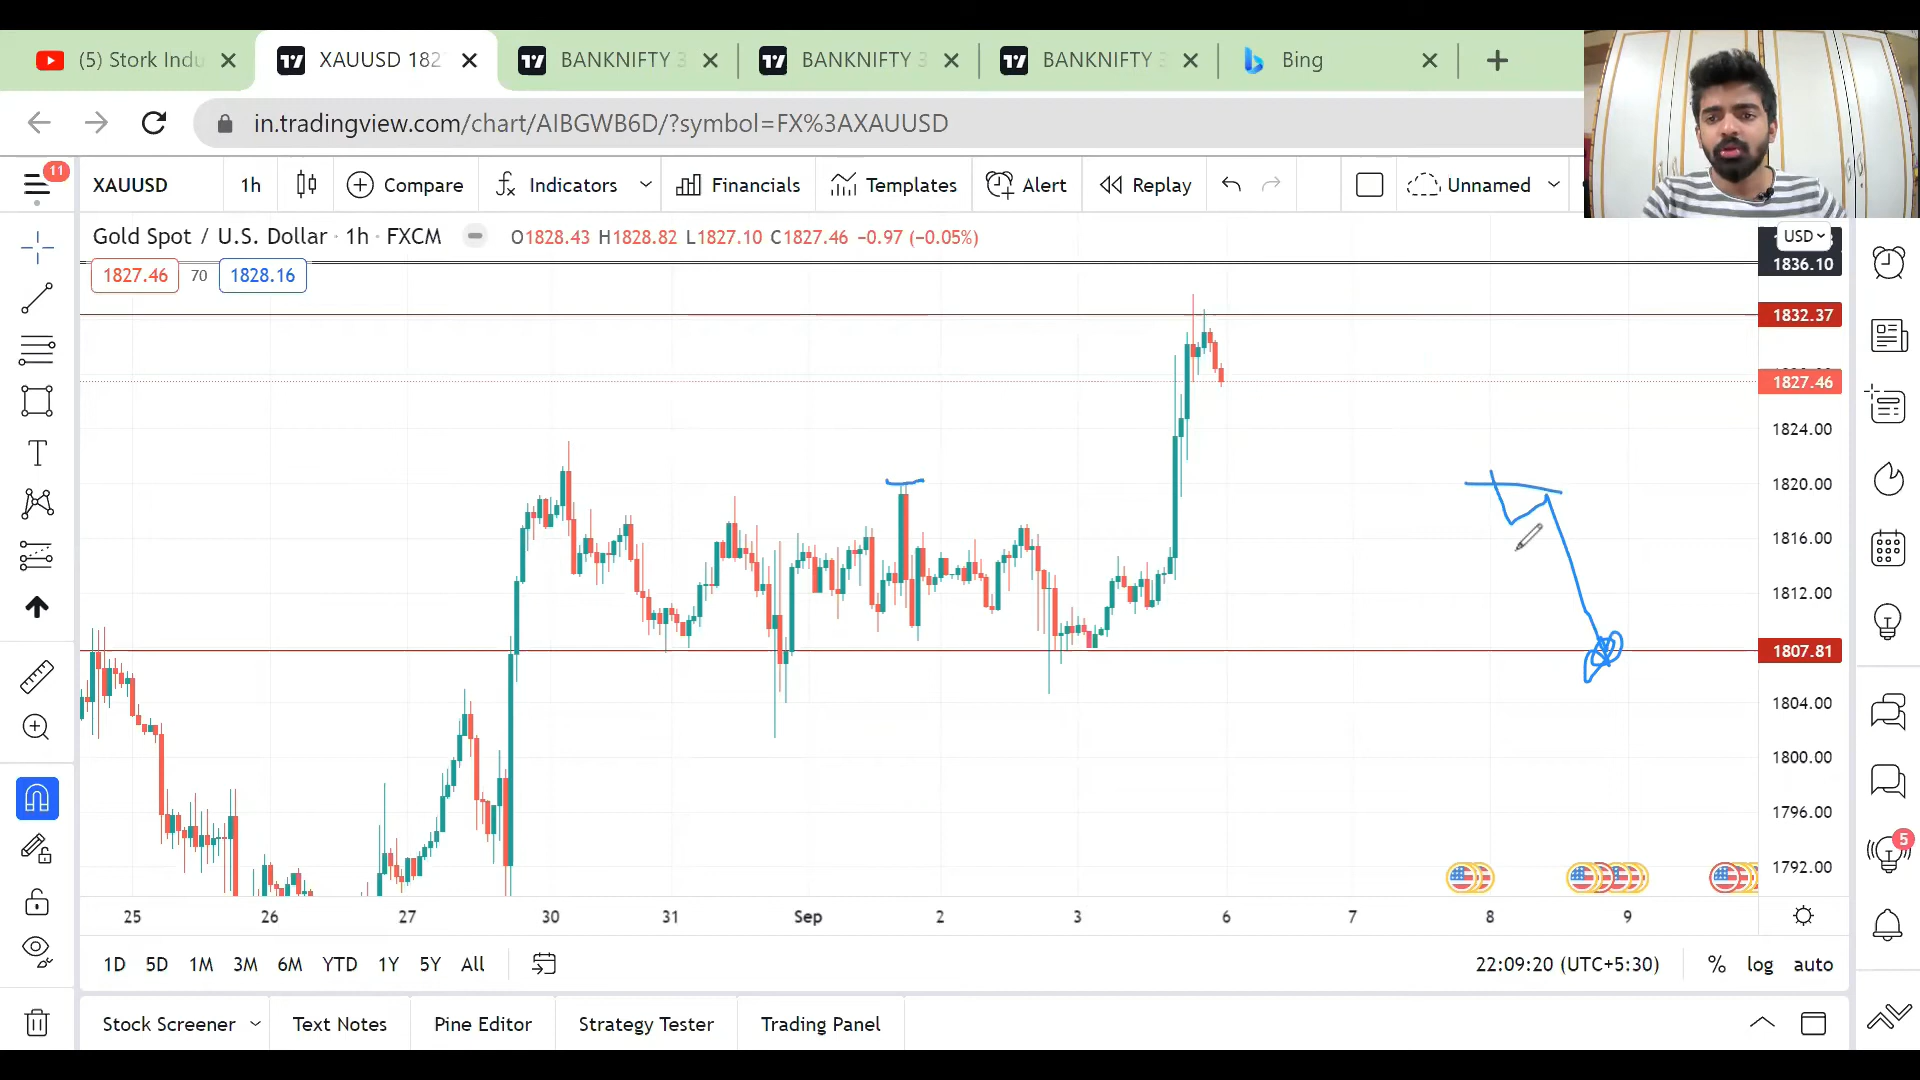 (5) Stork Indu
XAUUSD 182
BANKNIFTY 3
BANKNIFTY 3
BANKNIFTY 3
Bing
in.tradingview.com/chart/AIBGWB6D/?symbol=FX%3AXAUUSD
11
XAUUSD
1h
Compare
Indicators
Financials
Templates
Alert
Replay
Unnamed
Gold Spot / U.S. Dollar · 1h · FXCM
O1828.43 H1828.82 L1827.10 C1827.46 −0.97 (−0.05%)
USD
1836.10
1827.46
70
1828.16
1832.37
1827.46
1824.00
1820.00
1816.00
1812.00
1807.81
1804.00
1800.00
1796.00
1792.00
5
25
26
27
30
31
Sep
2
3
6
7
8
9
1D
5D
1M
3M
6M
YTD
1Y
5Y
All
22:09:20 (UTC+5:30)
%
log
auto
Stock Screener
Text Notes
Pine Editor
Strategy Tester
Trading Panel